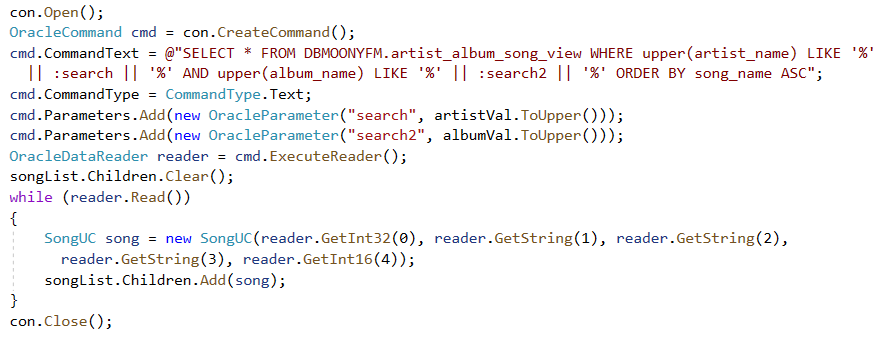 con.Open();
OracleCommand cmd = con.CreateCommand();
cmd.CommandText = @"SELECT * FROM DBMOONYFM.artist_album_song_view WHERE upper(artist_name) LIKE '%'
|| :search || '%' AND upper(album_name) LIKE '%' || :search2 || '%' ORDER BY song_name ASC";
cmd.CommandType = CommandType.Text;
cmd.Parameters.Add(new OracleParameter("search", artistVal.ToUpper()));
cmd.Parameters.Add(new OracleParameter("search2", albumVal.ToUpper()));
OracleDataReader reader = cmd.ExecuteReader();
songList.Children.Clear();
while (reader.Read())
{
SongUC song = new SongUC(reader.GetInt32(0), reader.GetString(1), reader.GetString(2),
reader.GetString(3), reader.GetInt16(4));
songList.Children.Add(song);
}
con.Close();